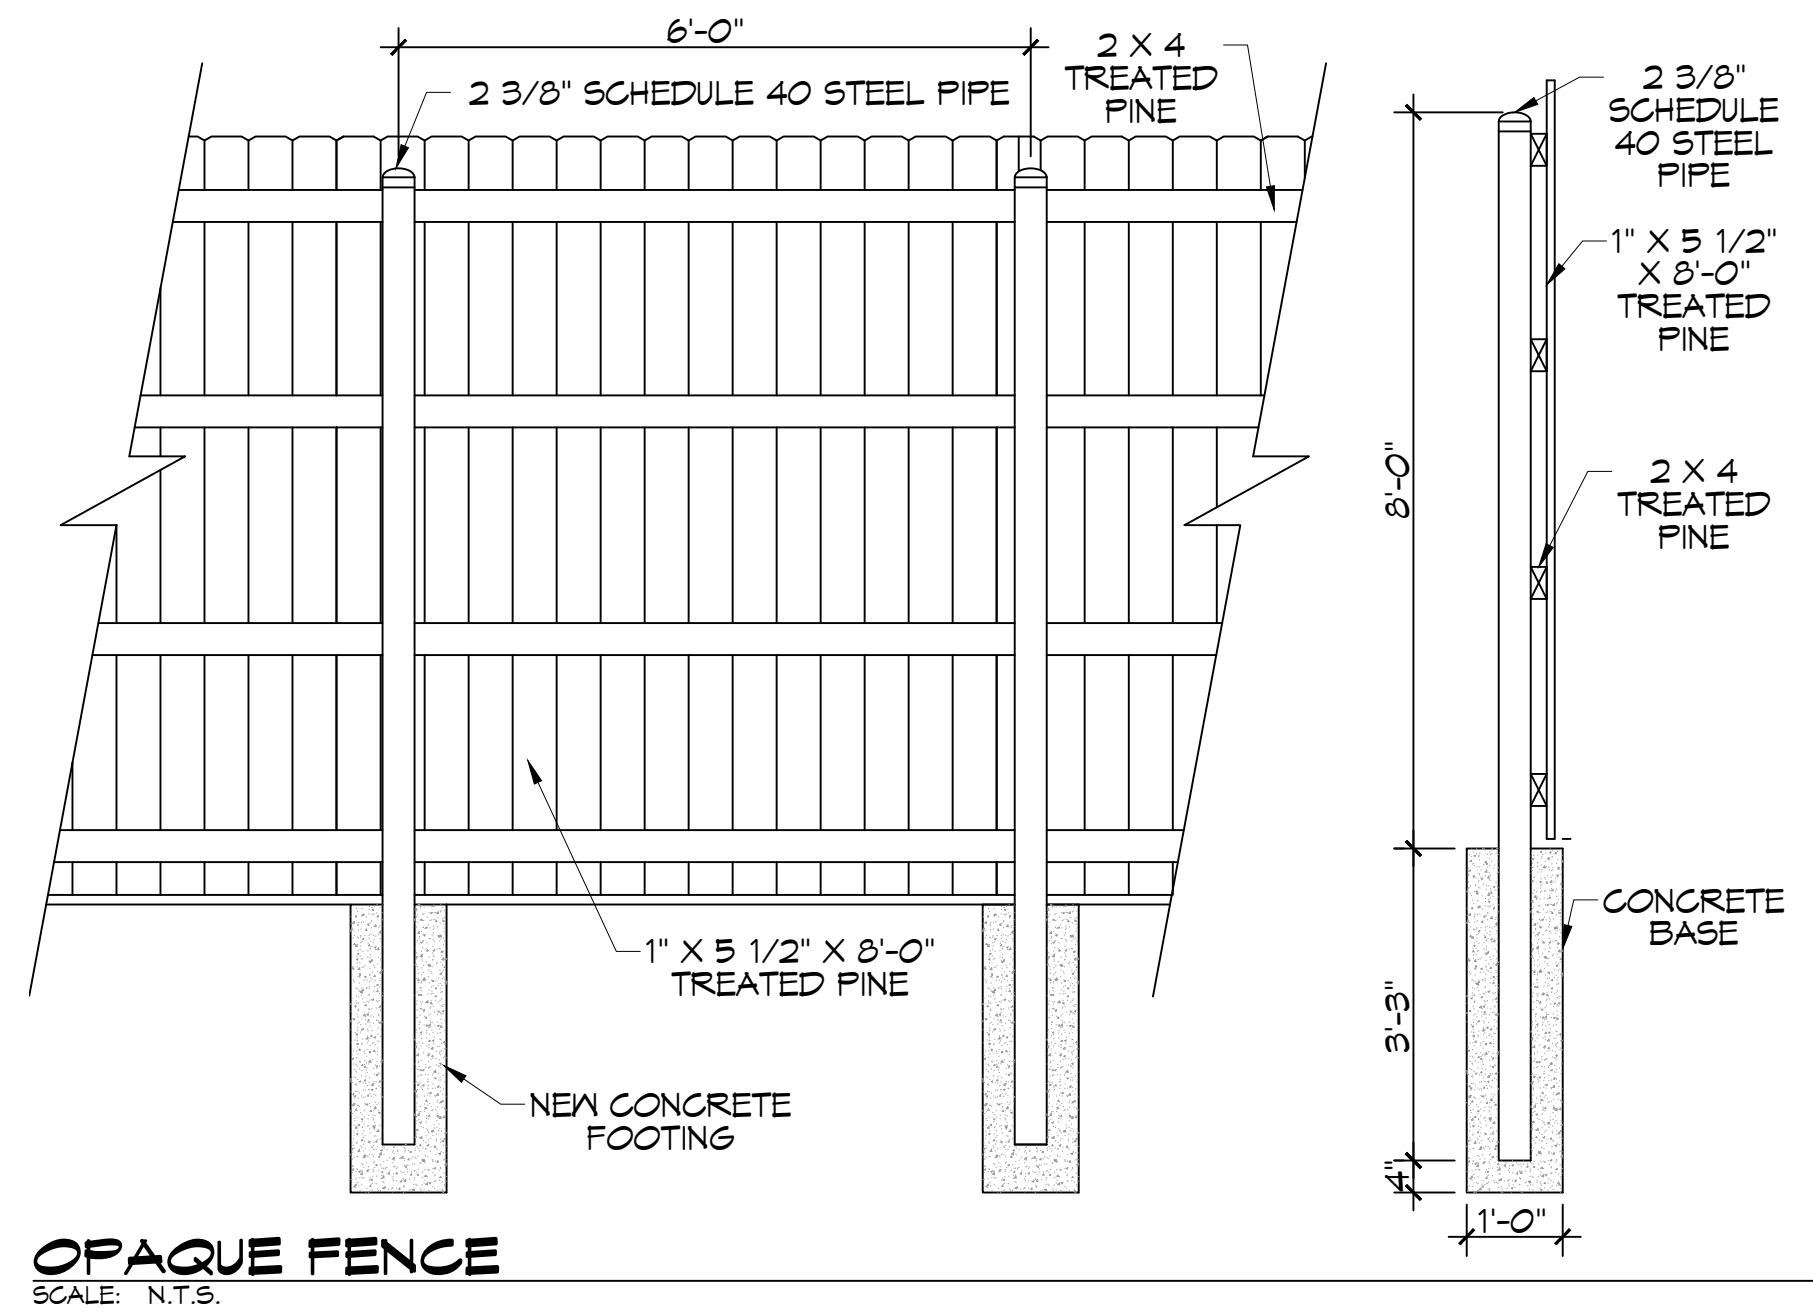 6'-0"
2 3/8" SCHEDULE 40 STEEL PIPE
2 X 4
TREATED
PINE
2 3/8"
SCHEDULE
40 STEEL
PIPE
1" X 5 1/2"
X 8'-0"
TREATED
PINE
8'-0"
2 X 4
TREATED
PINE
CONCRETE
BASE
1" X 5 1/2" X 8'-0"
TREATED PINE
3'-3"
NEW CONCRETE
FOOTING
4"
1'-0"
OPAQUE FENCE
SCALE: N.T.S.